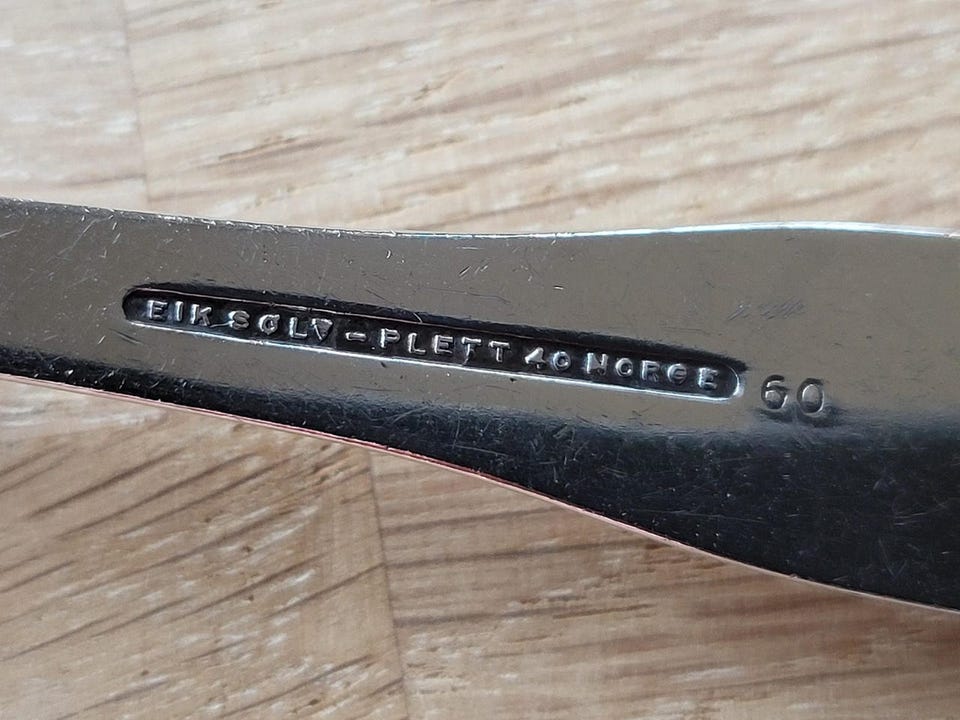 EIK SØLV - PLETT 40 NORGE 60